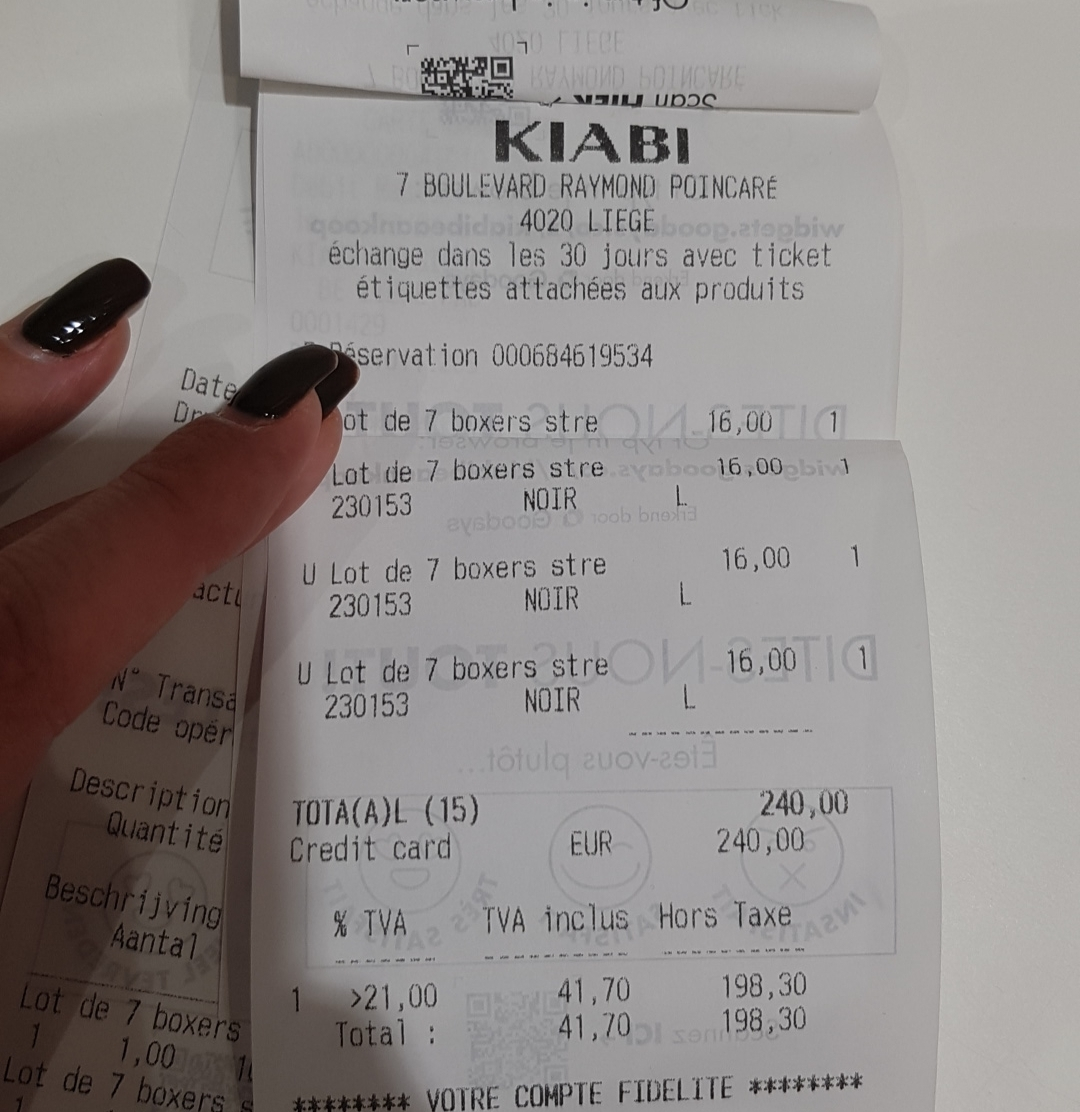 KIABI
7 BOULEVARD RAYMOND POINCARÉ
4020 LIEGE
échange dans les 30 jours avec ticket
étiquettes attachées aux produits
Réservation 000684619534
ot de 7 boxers stre 16,00 1
Lot de 7 boxers stre 16,00 1
230153 NOIR L
U Lot de 7 boxers stre 16,00 1
230153 NOIR L
U Lot de 7 boxers stre 16,00 1
230153 NOIR L
TOTA(A)L (15) 240,00
Credit card EUR 240,00
% TVA TVA inclus Hors Taxe
1 >21,00 41,70 198,30
Total : 41,70 198,30
******** VOTRE COMPTE FIDELITE ********
Scan HIER
Date
N° Transa
Code opér
Description
Quantité
Beschrijving
Aantal
Lot de 7 boxers
1 1,00
Lot de 7 boxers s